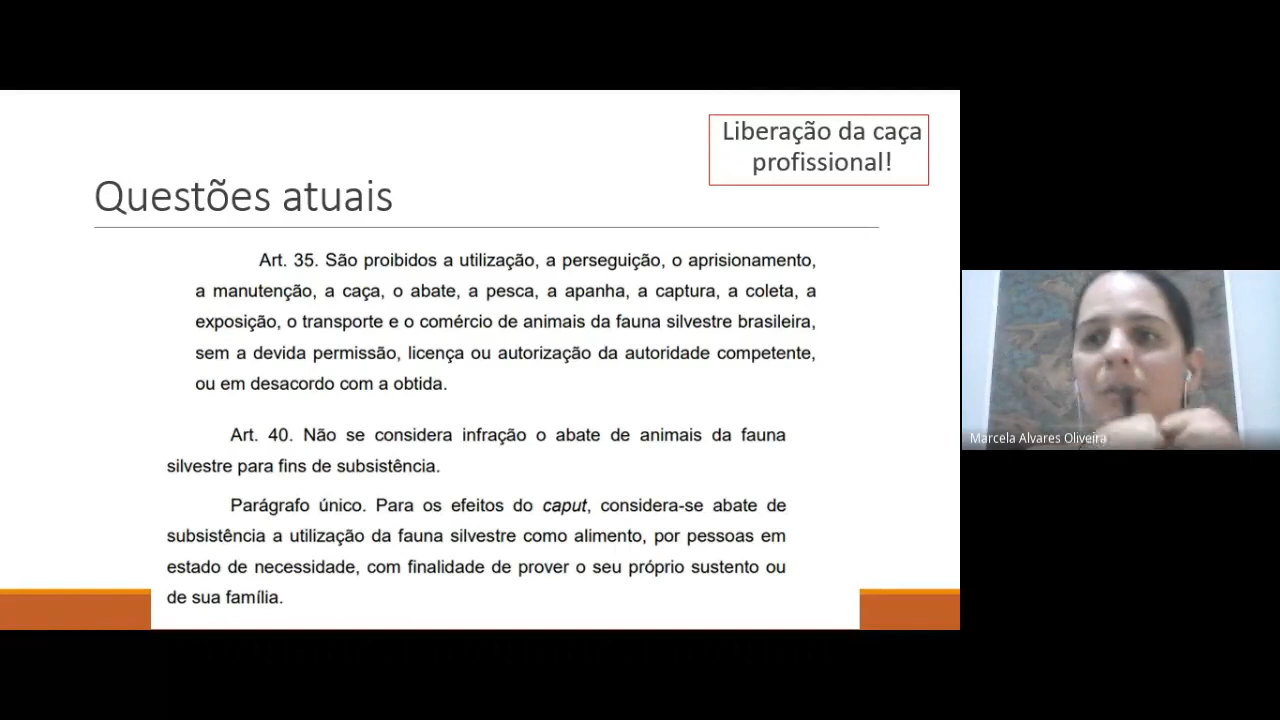 Liberação da caça
profissional!
Questões atuais
Art. 35. São proibidos a utilização, a perseguição, o aprisionamento,
a manutenção, a caça, o abate, a pesca, a apanha, a captura, a coleta, a
exposição, o transporte e o comércio de animais da fauna silvestre brasileira,
sem a devida permissão, licença ou autorização da autoridade competente,
ou em desacordo com a obtida.
Art. 40. Não se considera infração o abate de animais da fauna
silvestre para fins de subsistência.
Parágrafo único. Para os efeitos do caput, considera-se abate de
subsistência a utilização da fauna silvestre como alimento, por pessoas em
estado de necessidade, com finalidade de prover o seu próprio sustento ou
de sua família.
Marcela Alvares Oliveira